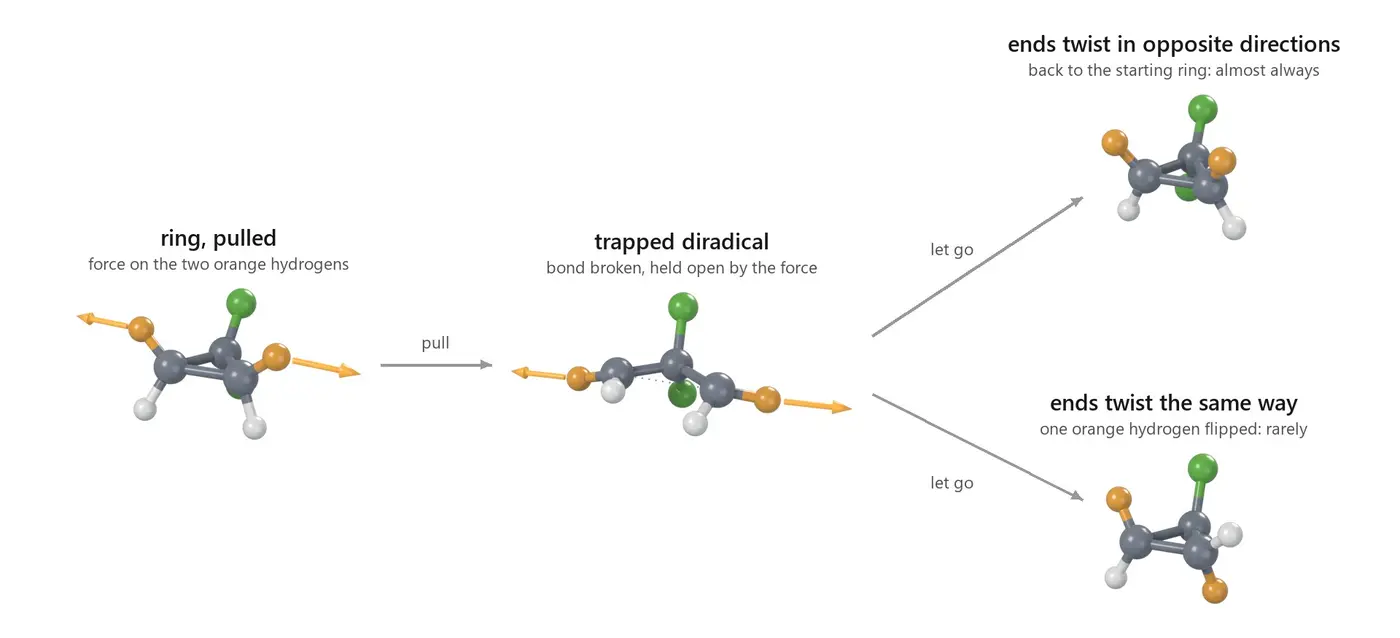 ring, pulled
force on the two orange hydrogens
pull
trapped diradical
bond broken, held open by the force
let go
ends twist in opposite directions
back to the starting ring: almost always
let go
ends twist the same way
one orange hydrogen flipped: rarely